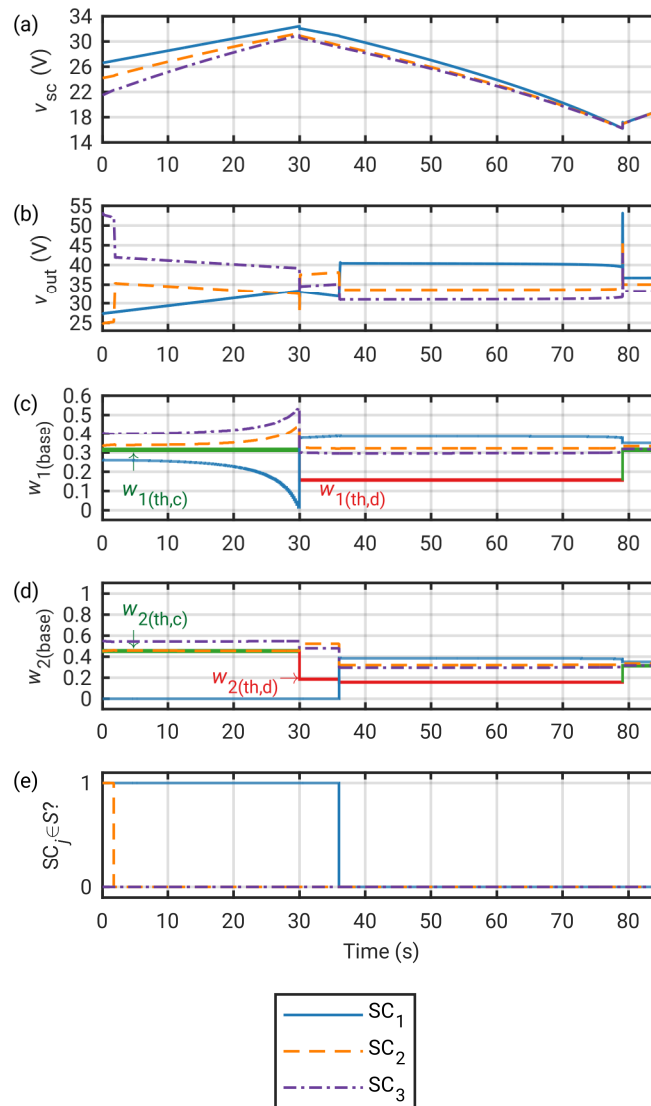 (a)
v_sc (V)
34
30
26
22
18
14
0 10 20 30 40 50 60 70 80
(b)
v_out (V)
55
50
45
40
35
30
25
0 10 20 30 40 50 60 70 80
(c)
w_1(base)
0.6
0.5
0.4
0.3
0.2
0.1
0
w_1(th,c)
w_1(th,d)
0 10 20 30 40 50 60 70 80
(d)
w_2(base)
1
0.8
0.6
0.4
0.2
0
w_2(th,c)
w_2(th,d)
0 10 20 30 40 50 60 70 80
(e)
SC_j∈S?
1
0
0 10 20 30 40 50 60 70 80
Time (s)
SC_1
SC_2
SC_3